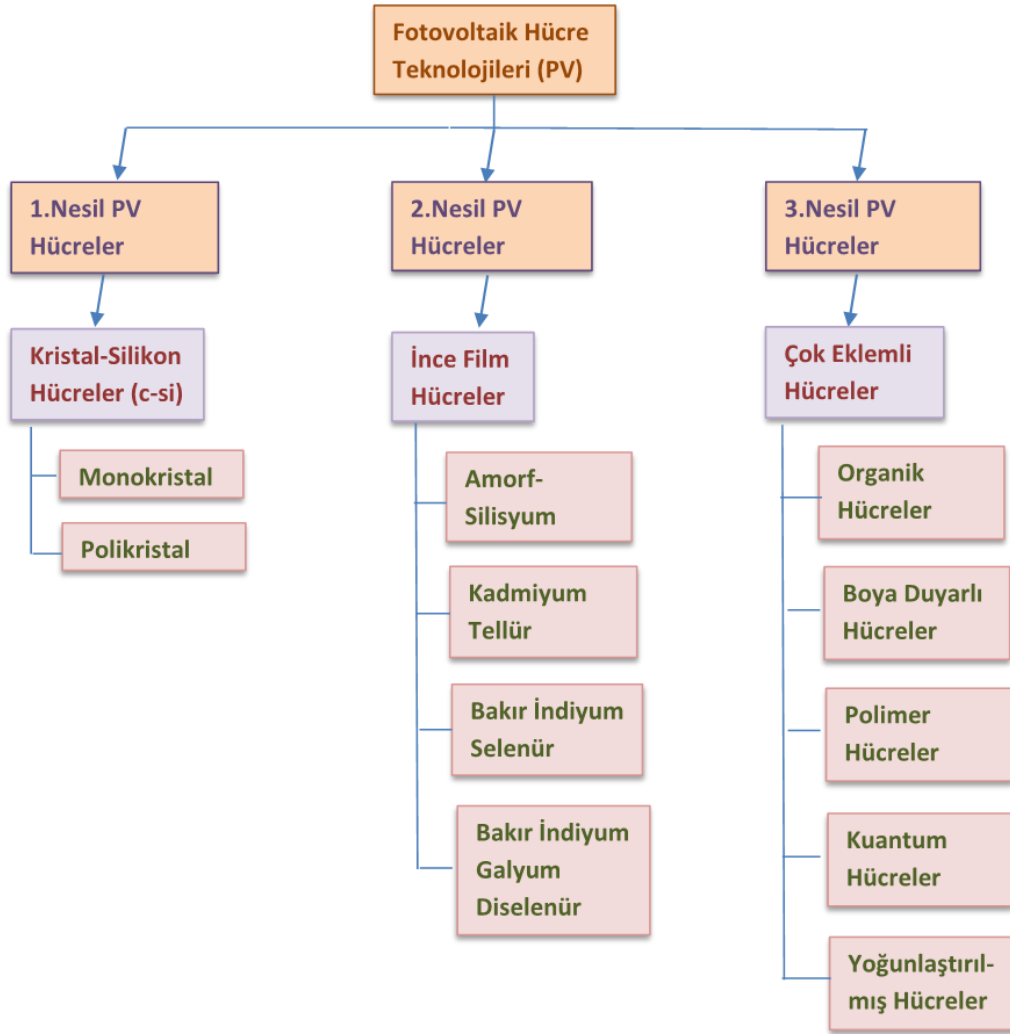 Fotovoltaik Hücre
Teknolojileri (PV)
1.Nesil PV
Hücreler
2.Nesil PV
Hücreler
3.Nesil PV
Hücreler
Kristal-Silikon
Hücreler (c-si)
Monokristal
Polikristal
İnce Film
Hücreler
Amorf-
Silisyum
Kadmiyum
Tellür
Bakır İndiyum
Selenür
Bakır İndiyum
Galyum
Diselenür
Çok Eklemli
Hücreler
Organik
Hücreler
Boya Duyarlı
Hücreler
Polimer
Hücreler
Kuantum
Hücreler
Yoğunlaştırıl-
mış Hücreler